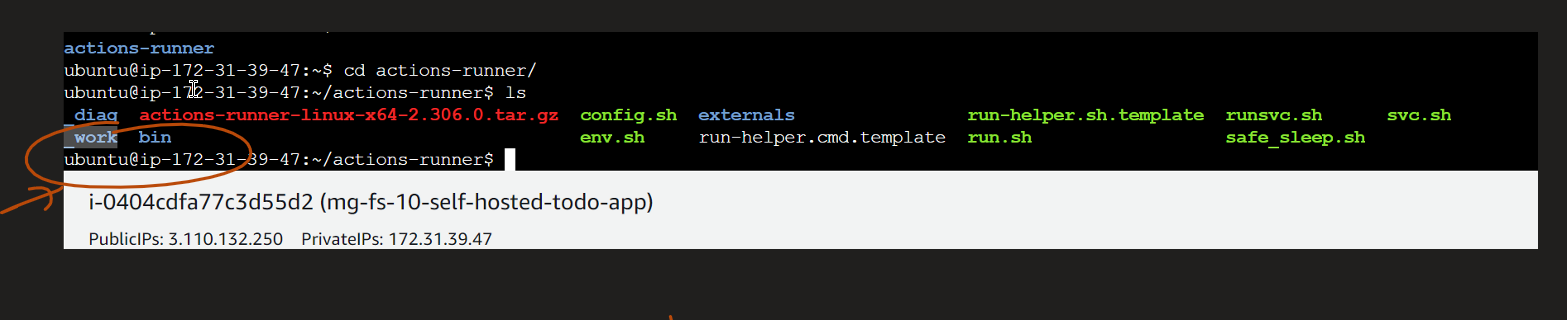 actions-runner
ubuntu@ip-172-31-39-47:~$ cd actions-runner/
ubuntu@ip-172-31-39-47:~/actions-runner$ ls
_diag actions-runner-linux-x64-2.306.0.tar.gz config.sh externals run-helper.sh.template runsvc.sh svc.sh
_work bin env.sh run-helper.cmd.template run.sh safe_sleep.sh
ubuntu@ip-172-31-39-47:~/actions-runner$
i-0404cdfa77c3d55d2 (mg-fs-10-self-hosted-todo-app)
PublicIPs: 3.110.132.250 PrivateIPs: 172.31.39.47